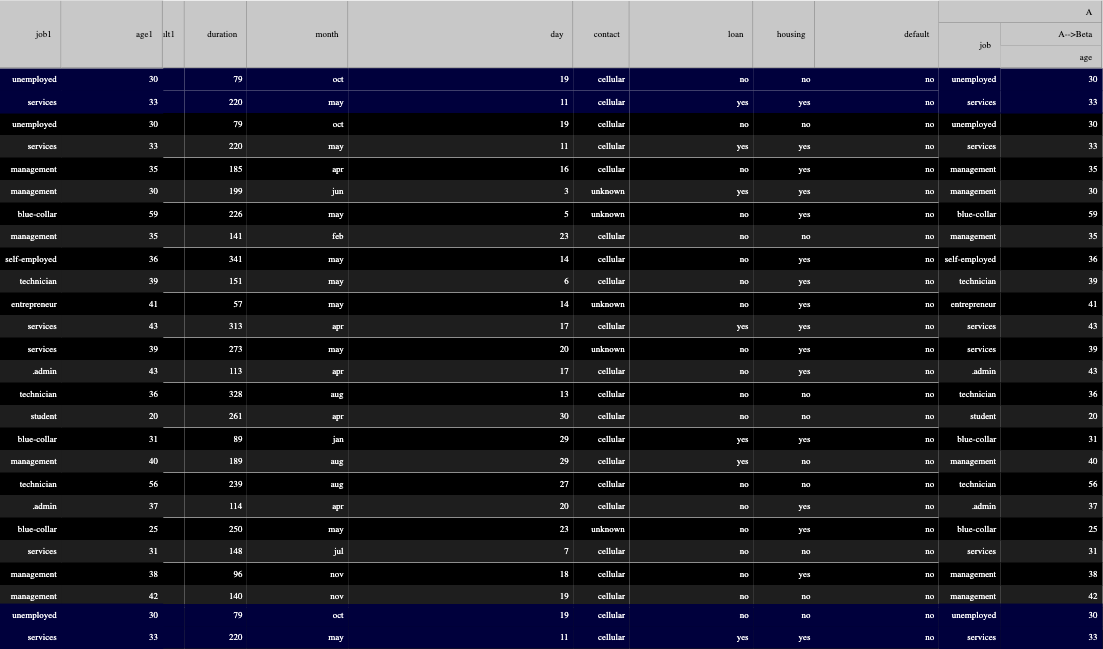 A
job1 age1 ult1 duration month day contact loan housing default job A-->Beta
age
unemployed 30 79 oct 19 cellular no no no unemployed 30
services 33 220 may 11 cellular yes yes no services 33
unemployed 30 79 oct 19 cellular no no no unemployed 30
services 33 220 may 11 cellular yes yes no services 33
management 35 185 apr 16 cellular no yes no management 35
management 30 199 jun 3 unknown yes yes no management 30
blue-collar 59 226 may 5 unknown no yes no blue-collar 59
management 35 141 feb 23 cellular no no no management 35
self-employed 36 341 may 14 cellular no yes no self-employed 36
technician 39 151 may 6 cellular no yes no technician 39
entrepreneur 41 57 may 14 unknown no yes no entrepreneur 41
services 43 313 apr 17 cellular yes yes no services 43
services 39 273 may 20 unknown no yes no services 39
.admin 43 113 apr 17 cellular no yes no .admin 43
technician 36 328 aug 13 cellular no no no technician 36
student 20 261 apr 30 cellular no no no student 20
blue-collar 31 89 jan 29 cellular yes yes no blue-collar 31
management 40 189 aug 29 cellular yes no no management 40
technician 56 239 aug 27 cellular no no no technician 56
.admin 37 114 apr 20 cellular no yes no .admin 37
blue-collar 25 250 may 23 unknown no yes no blue-collar 25
services 31 148 jul 7 cellular no no no services 31
management 38 96 nov 18 cellular no yes no management 38
management 42 140 nov 19 cellular no no no management 42
unemployed 30 79 oct 19 cellular no no no unemployed 30
services 33 220 may 11 cellular yes yes no services 33